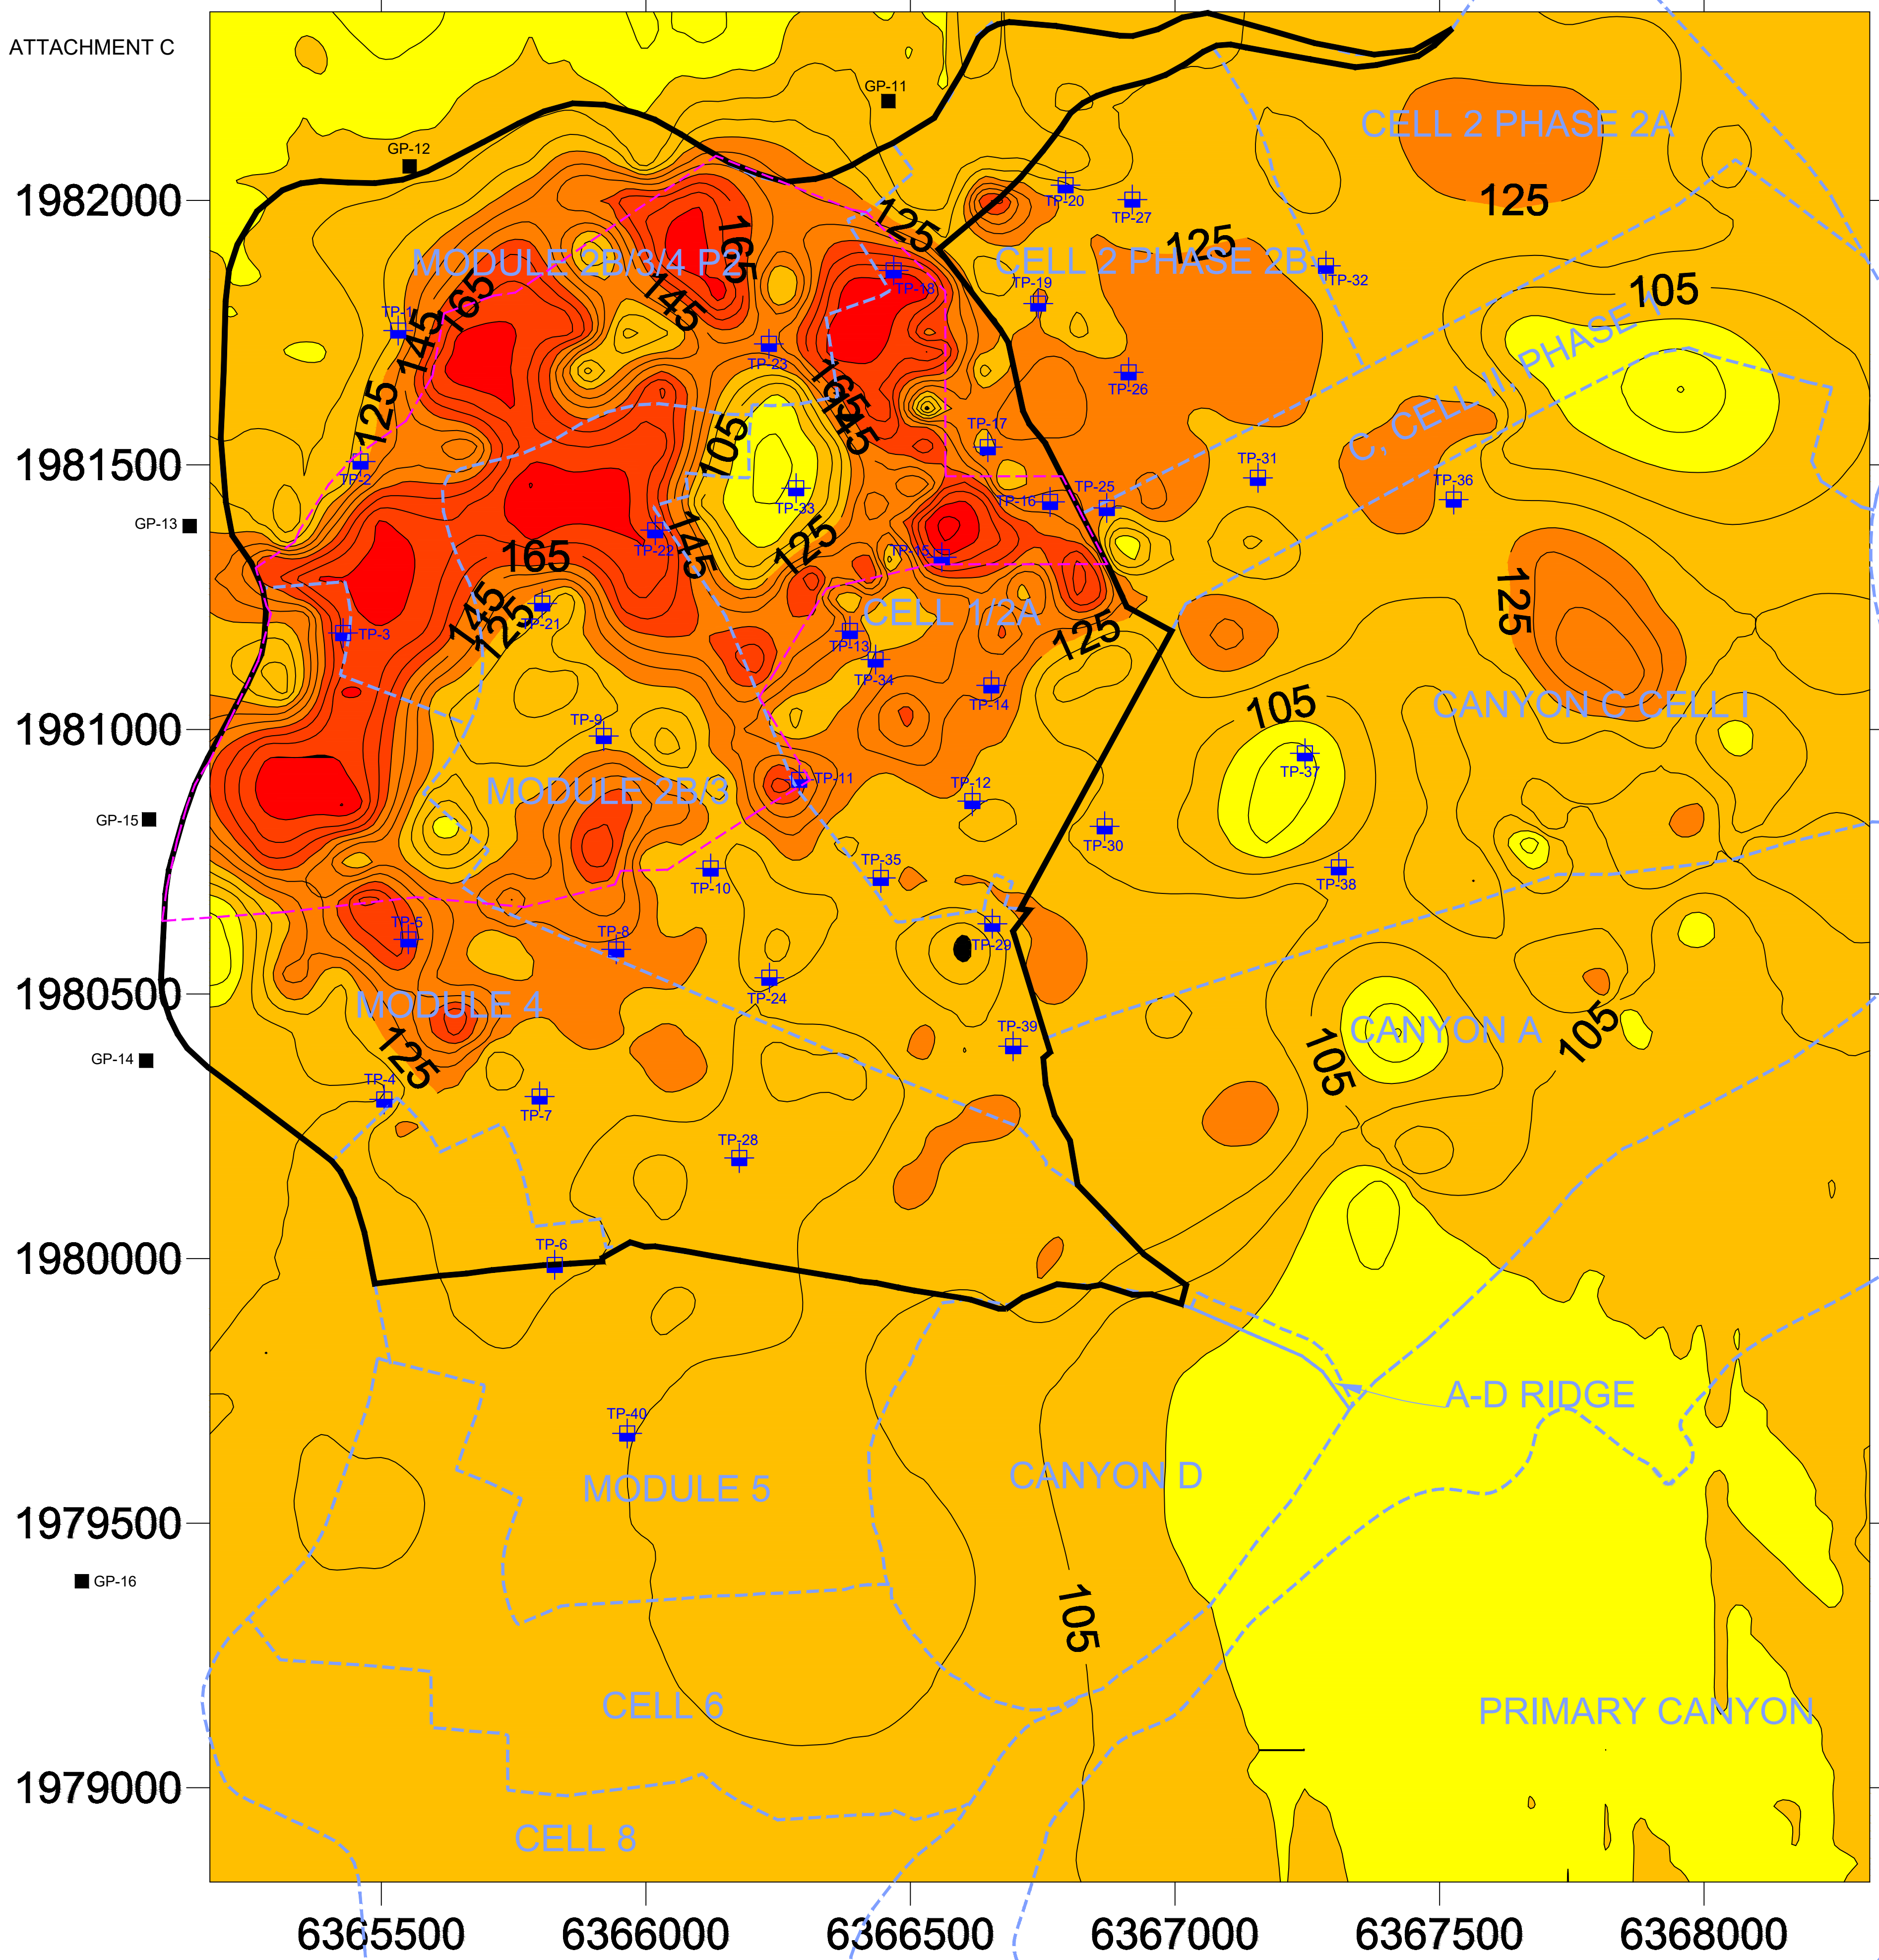 ATTACHMENT C
GP-11
CELL 2 PHASE 2A
GP-12
TP-20
1982000
125
TP-27
125
125
195
MODULE 2B/3/4 P2
CELL 2 PHASE 2B
TP-18
TP-19
TP-32
105
165
145
TP-1
145
TP-23
C, CELL II, PHASE 1
TP-26
125
145
125
TP-17
105
1981500
TP-2
TP-33
TP-31
TP-36
TP-16
TP-25
GP-13
TP-22
145
125
165
TP-15
TP-21
145
125
CELL 1/2A
125
TP-3
TP-13
125
TP-34
TP-14
105
CANYON C CELL I
TP-9
1981000
TP-37
TP-11
MODULE 2B/3
TP-12
GP-15
TP-30
TP-35
TP-10
TP-38
TP-5
TP-8
TP-29
1980500
TP-24
MODULE 4
TP-39
CANYON A
105
105
125
GP-14
TP-4
TP-7
TP-28
TP-6
1980000
A-D RIDGE
TP-40
MODULE 5
CANYON D
1979500
GP-16
105
CELL 6
PRIMARY CANYON
1979000
CELL 8
6365500 6366000 6366500 6367000 6367500 6368000